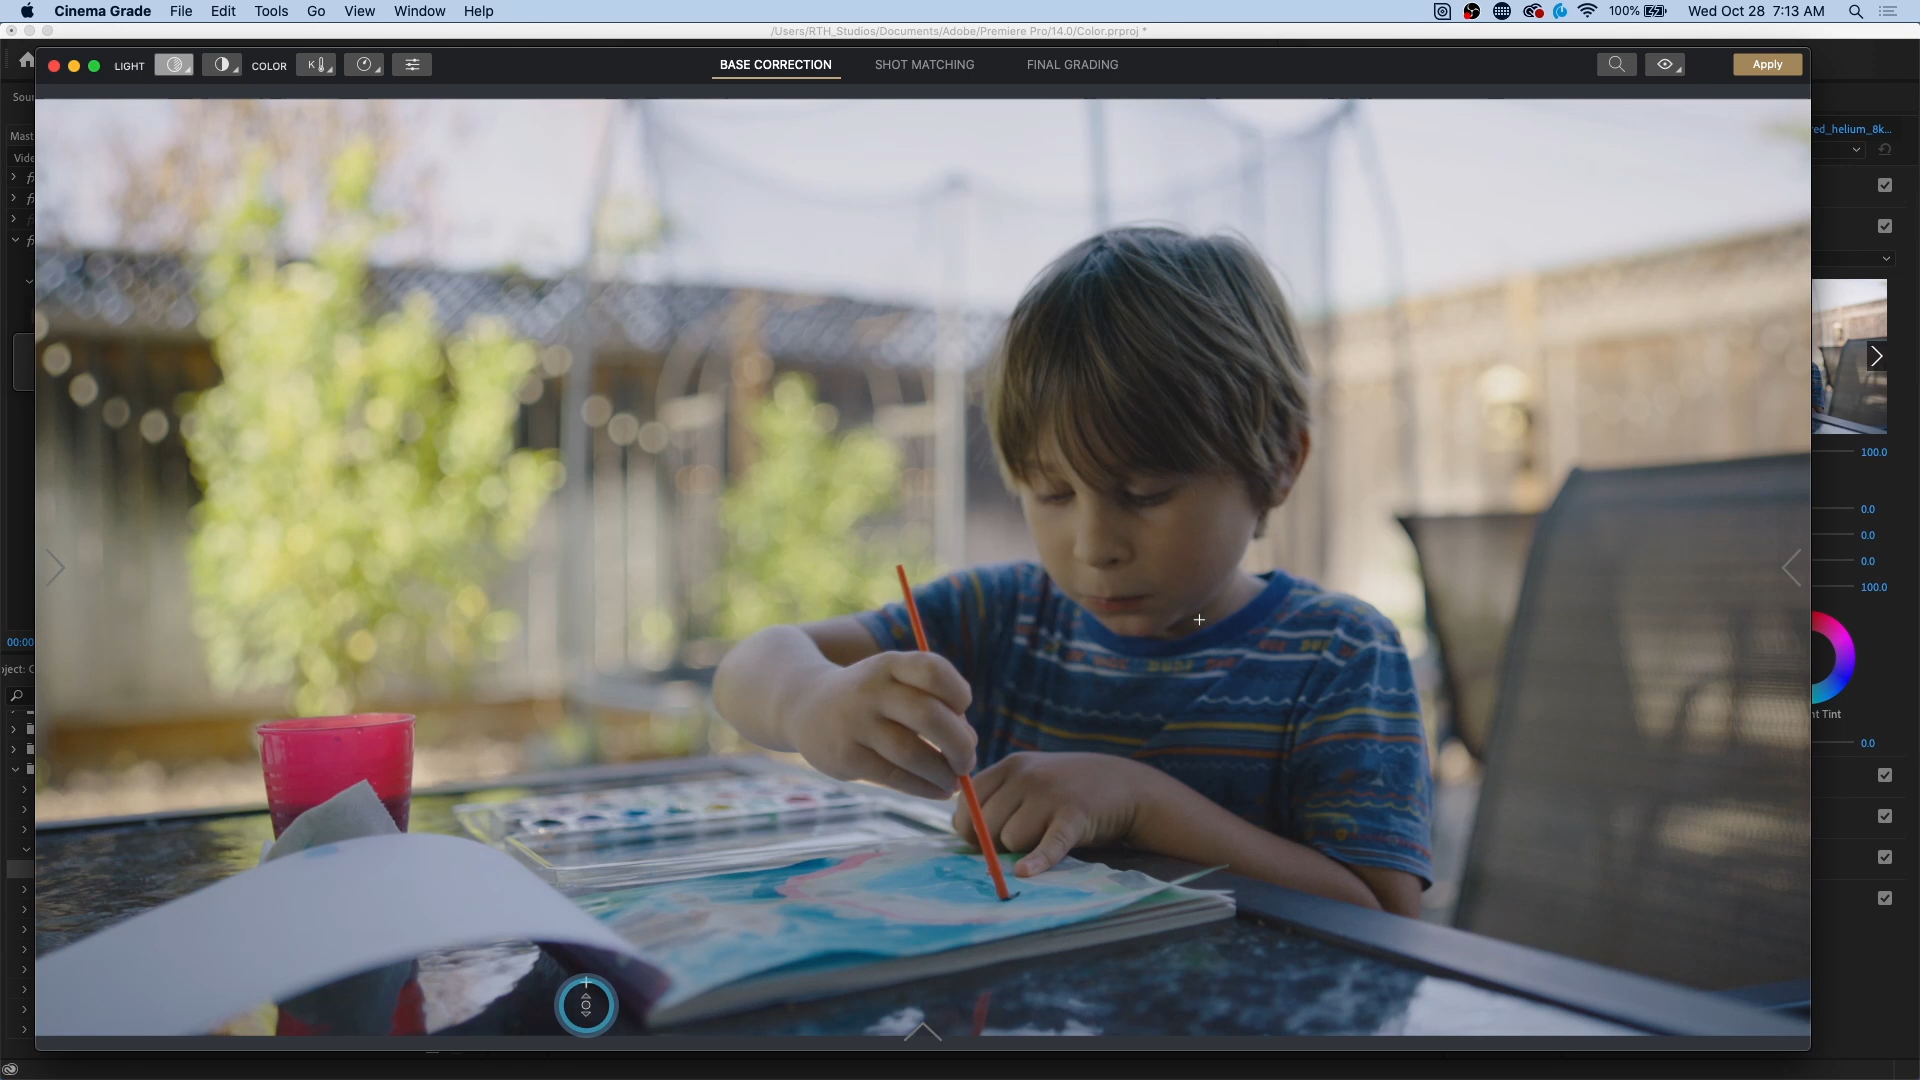 Cinema Grade File Edit Tools Go View Window Help 100% Wed Oct 28 7:13 AM
/Users/RTH_Studios/Documents/Adobe/Premiere Pro/14.0/Color.prproj *
LIGHT COLOR K BASE CORRECTION SHOT MATCHING FINAL GRADING Apply
Sour
red_helium_8k...
Mast
Vide
100.0
0.0
0.0
0.0
100.0
00:00
oject: C
nt Tint
0.0